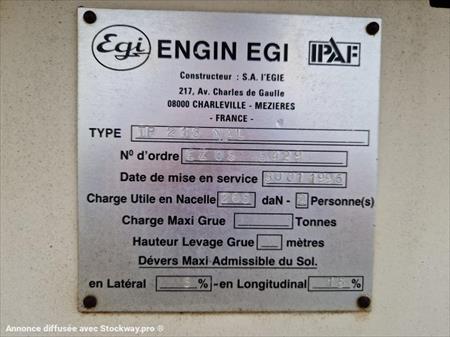 Egi ENGIN EGI IPAF
Constructeur : S.A. l'EGIE
217, Av. Charles de Gaulle
08000 CHARLEVILLE - MEZIERES
- FRANCE -
TYPE
N° d'ordre
Date de mise en service
Charge Utile en Nacelle daN - Personne(s)
Charge Maxi Grue Tonnes
Hauteur Levage Grue mètres
Dévers Maxi Admissible du Sol.
en Latéral % - en Longitudinal %
Annonce diffusée avec Stockway.pro ®